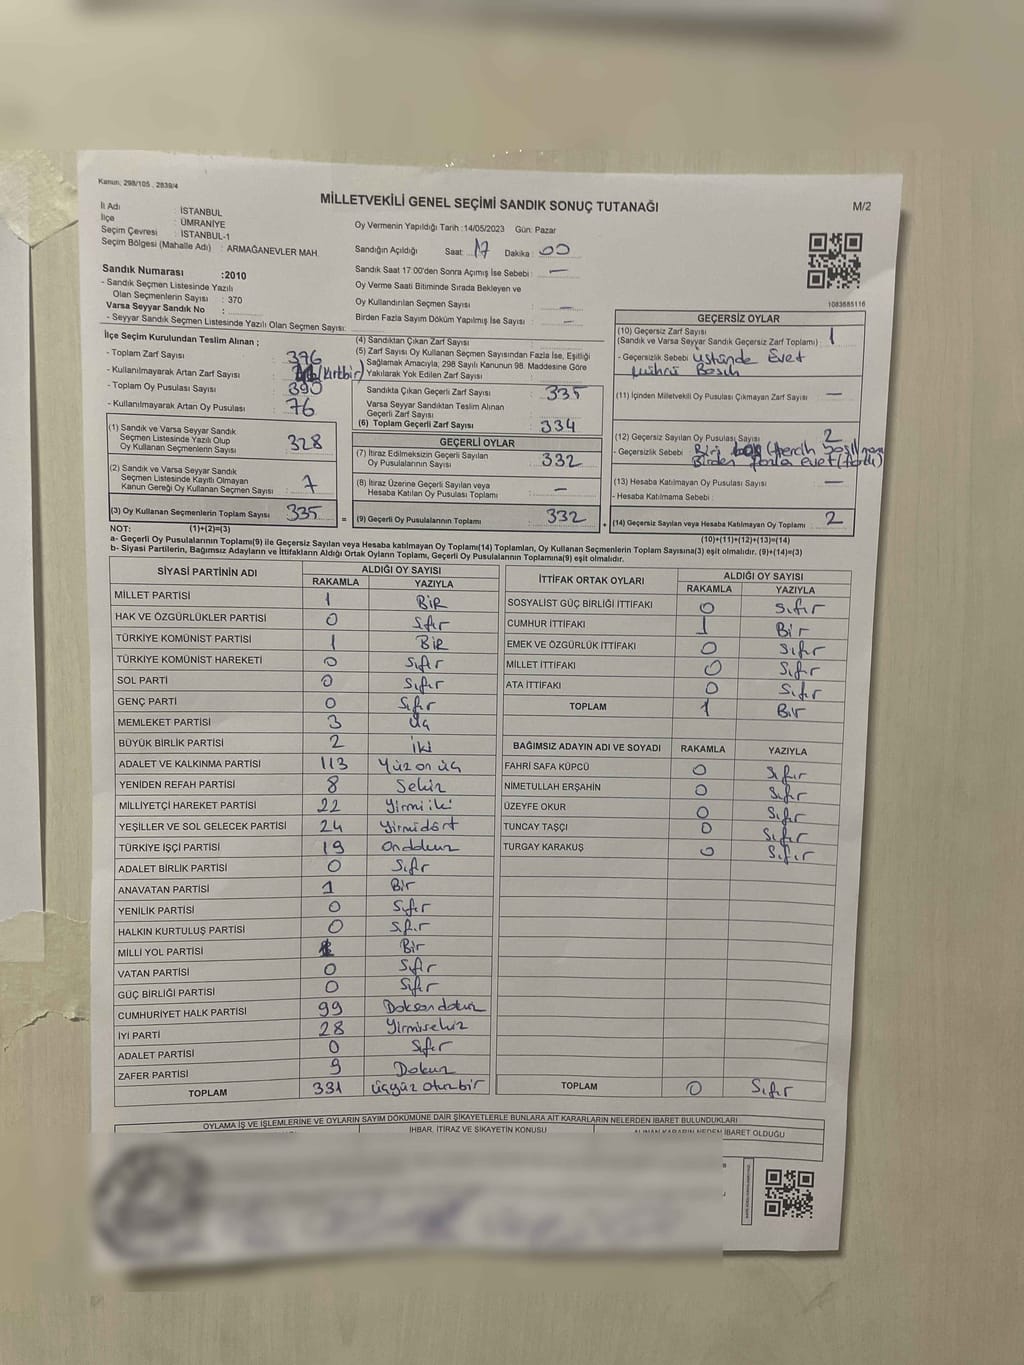 Kanun, 298/105 , 2839/4
MİLLETVEKİLİ GENEL SEÇİMİ SANDIK SONUÇ TUTANAĞI
M/2
İl Adı : İSTANBUL
İlçe : ÜMRANİYE
Seçim Çevresi : İSTANBUL-1
Seçim Bölgesi (Mahalle Adı) : ARMAĞANEVLER MAH.
Oy Vermenin Yapıldığı Tarih :14/05/2023 Gün: Pazar
Sandığın Açıldığı Saat: 17 Dakika: 00
Sandık Numarası :2010
- Sandık Seçmen Listesinde Yazılı
Olan Seçmenlerin Sayısı : 370
Varsa Seyyar Sandık No :
- Seyyar Sandık Seçmen Listesinde Yazılı Olan Seçmen Sayısı:
Sandık Saat 17.00'den Sonra Açımış İse Sebebi : —
Oy Verme Saati Bitiminde Sırada Bekleyen ve
Oy Kullandırılan Seçmen Sayısı : —
Birden Fazla Sayım Döküm Yapılmış İse Sayısı : —
1083685116
İlçe Seçim Kurulundan Teslim Alınan ;
- Toplam Zarf Sayısı : 396
- Kullanılmayarak Artan Zarf Sayısı : (kırkbir)
- Toplam Oy Pusulası Sayısı : 390
- Kullanılmayarak Artan Oy Pusulası : 76
(1) Sandık ve Varsa Seyyar Sandık
Seçmen Listesinde Yazılı Olup
Oy Kullanan Seçmenlerin Sayısı : 328
(2) Sandık ve Varsa Seyyar Sandık
Seçmen Listesinde Kayıtlı Olmayan
Kanun Gereği Oy Kullanan Seçmen Sayısı : 7
(3) Oy Kullanan Seçmenlerin Toplam Sayısı : 335
(4) Sandıktan Çıkan Zarf Sayısı :
(5) Zarf Sayısı Oy Kullanan Seçmen Sayısından Fazla İse, Eşitliği
Sağlamak Amacıyla, 298 Sayılı Kanunun 98. Maddesine Göre
Yakılarak Yok Edilen Zarf Sayısı :
Sandıkta Çıkan Geçerli Zarf Sayısı : 335
Varsa Seyyar Sandıktan Teslim Alınan
Geçerli Zarf Sayısı :
(6) Toplam Geçerli Zarf Sayısı : 334
GEÇERLİ OYLAR
(7) İtiraz Edilmeksizin Geçerli Sayılan
Oy Pusulalarının Sayısı : 332
(8) İtiraz Üzerine Geçerli Sayılan veya
Hesaba Katılan Oy Pusulası Toplamı : —
= (9) Geçerli Oy Pusulalarının Toplamı : 332
GEÇERSİZ OYLAR
(10) Geçersiz Zarf Sayısı
(Sandık ve Varsa Seyyar Sandık Geçersiz Zarf Toplamı) : 1
- Geçersizlik Sebebi : üstünde Evet
mührü Basılı
(11) İçinden Milletvekili Oy Pusulası Çıkmayan Zarf Sayısı : —
(12) Geçersiz Sayılan Oy Pusulası Sayısı : 2
- Geçersizlik Sebebi : Biri boş (tercih
Birden fazla evet (farklı)
(13) Hesaba Katılmayan Oy Pusulası Sayısı : —
- Hesaba Katılmama Sebebi :
+ (14) Geçersiz Sayılan veya Hesaba Katılmayan Oy Toplamı : 2
NOT: (1)+(2)=(3)
(10)+(11)+(12)+(13)=(14)
a- Geçerli Oy Pusulalarının Toplamı(9) ile Geçersiz Sayılan veya Hesaba katılmayan Oy Toplamı(14) Toplamları, Oy Kullanan Seçmenlerin Toplam Sayısına(3) eşit olmalıdır. (9)+(14)=(3)
b- Siyasi Partilerin, Bağımsız Adayların ve İttifakların Aldığı Ortak Oyların Toplamı, Geçerli Oy Pusulalarının Toplamına(9) eşit olmalıdır.
SİYASİ PARTİNİN ADI ALDIĞI OY SAYISI
RAKAMLA YAZIYLA
MİLLET PARTİSİ 1 BİR
HAK VE ÖZGÜRLÜKLER PARTİSİ 0 Sıfır
TÜRKİYE KOMÜNİST PARTİSİ 1 BİR
TÜRKİYE KOMÜNİST HAREKETİ 0 Sıfır
SOL PARTİ 0 Sıfır
GENÇ PARTİ 0 Sıfır
MEMLEKET PARTİSİ 3 Üç
BÜYÜK BİRLİK PARTİSİ 2 iki
ADALET VE KALKINMA PARTİSİ 113 Yüz on üç
YENİDEN REFAH PARTİSİ 8 Sekiz
MİLLİYETÇİ HAREKET PARTİSİ 22 Yirmi iki
YEŞİLLER VE SOL GELECEK PARTİSİ 24 Yirmidört
TÜRKİYE İŞÇİ PARTİSİ 19 Ondokuz
ADALET BİRLİK PARTİSİ 0 Sıfır
ANAVATAN PARTİSİ 1 Bir
YENİLİK PARTİSİ 0 Sıfır
HALKIN KURTULUŞ PARTİSİ 0 Sıfır
MİLLİ YOL PARTİSİ 1 Bir
VATAN PARTİSİ 0 Sıfır
GÜÇ BİRLİĞİ PARTİSİ 0 Sıfır
CUMHURİYET HALK PARTİSİ 99 Doksan dokuz
İYİ PARTİ 28 Yirmisekiz
ADALET PARTİSİ 0 Sıfır
ZAFER PARTİSİ 9 Dokuz
TOPLAM 331 üçyüz otuzbir
İTTİFAK ORTAK OYLARI ALDIĞI OY SAYISI
RAKAMLA YAZIYLA
SOSYALİST GÜÇ BİRLİĞİ İTTİFAKI 0 Sıfır
CUMHUR İTTİFAKI 1 Bir
EMEK VE ÖZGÜRLÜK İTTİFAKI 0 Sıfır
MİLLET İTTİFAKI 0 Sıfır
ATA İTTİFAKI 0 Sıfır
TOPLAM 1 Bir
BAĞIMSIZ ADAYIN ADI VE SOYADI RAKAMLA YAZIYLA
FAHRİ SAFA KÜPCÜ 0 Sıfır
NİMETULLAH ERŞAHİN 0 Sıfır
ÜZEYFE OKUR 0 Sıfır
TUNCAY TAŞÇI 0 Sıfır
TURGAY KARAKUŞ 0 Sıfır
TOPLAM 0 Sıfır
OYLAMA İŞ VE İŞLEMLERİNE VE OYLARIN SAYIM DÖKÜMÜNE DAİR ŞİKAYETLERLE BUNLARA AİT KARARLARIN NELERDEN İBARET BULUNDUKLARI
İHBAR, İTİRAZ VE ŞİKAYETİN KONUSU
ALINAN KARARIN NEDEN İBARET OLDUĞU